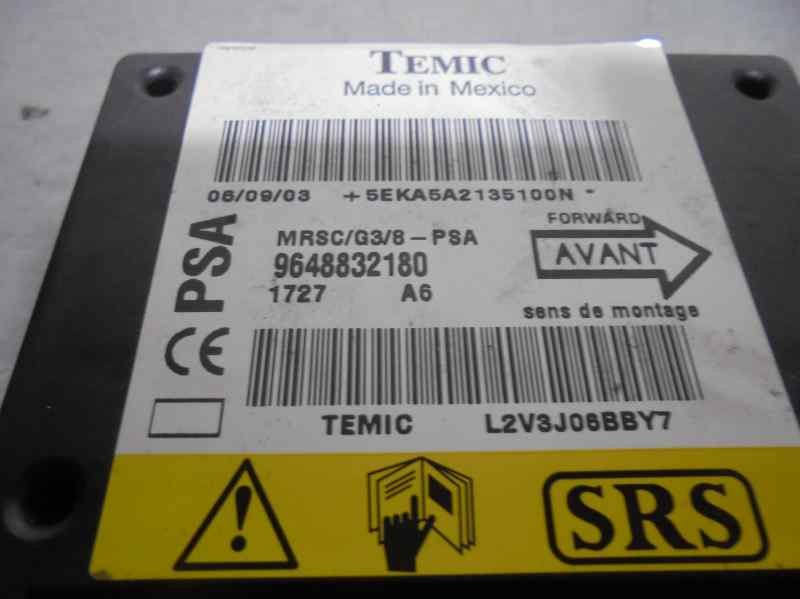 TEMIC
Made in Mexico
06/09/03 +5EKA5A2135100N -
PSA
MRSC/G3/8-PSA
9648832180
1727 A6
FORWARD
AVANT
sens de montage
CE
TEMIC L2V3J06BBY7
SRS